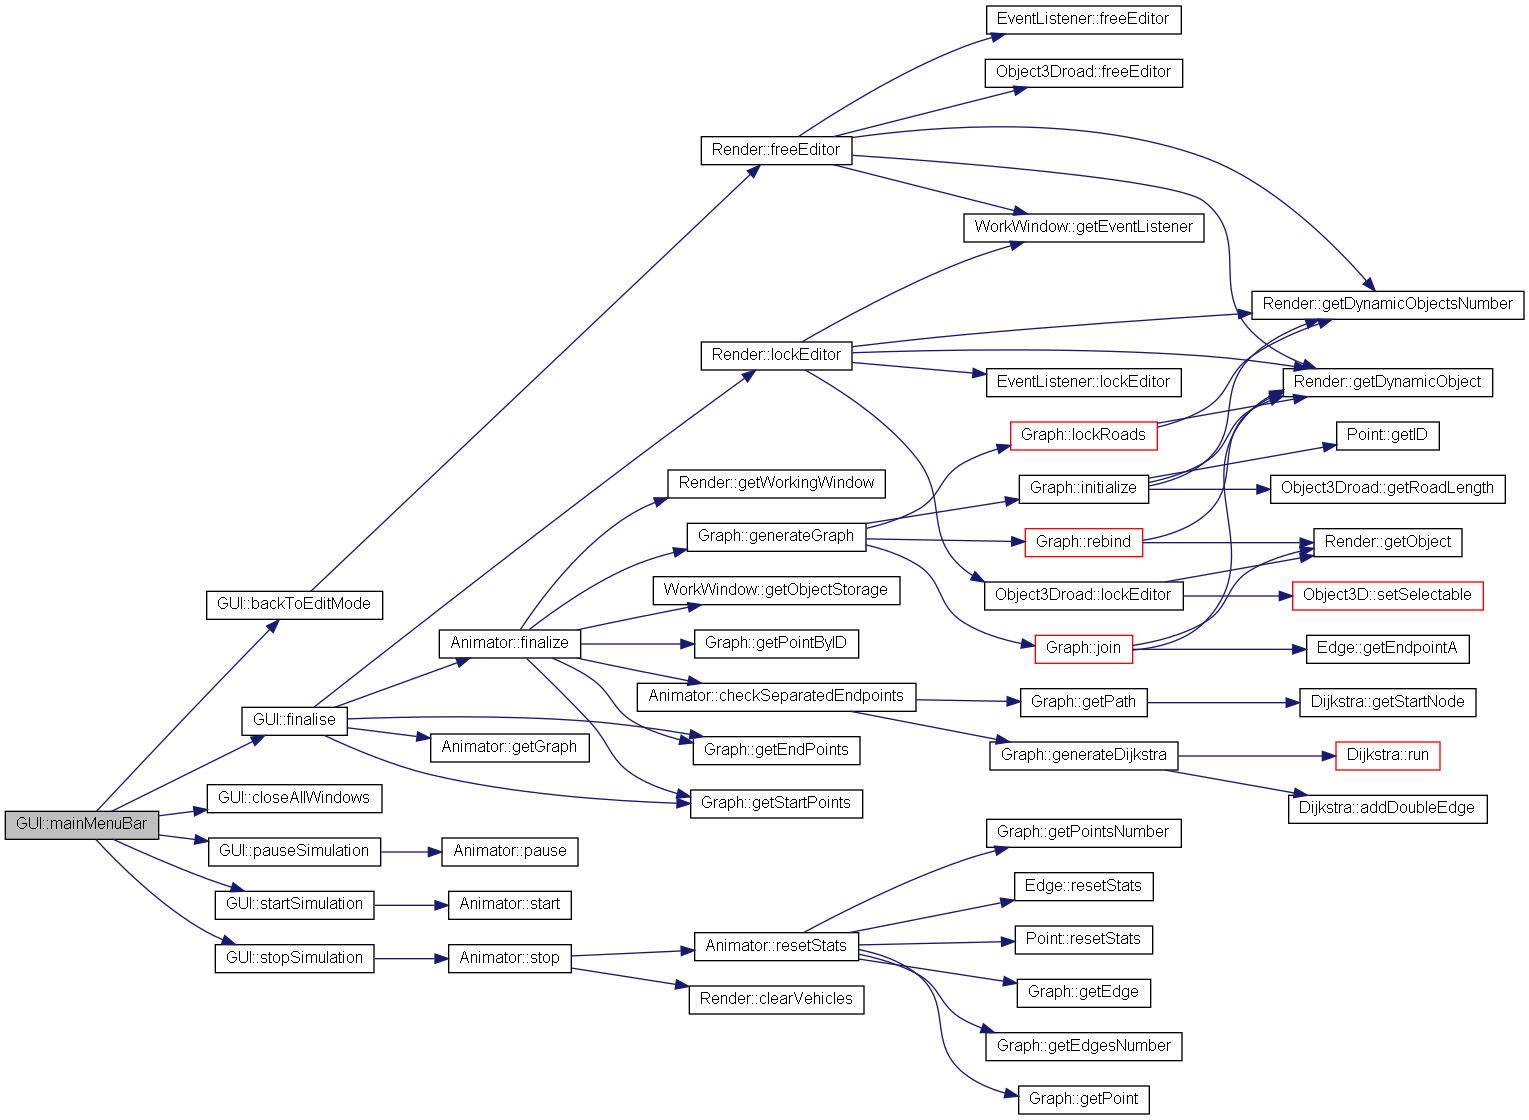 EventListener::freeEditor
Object3Droad::freeEditor
Render::freeEditor
WorkWindow::getEventListener
Render::getDynamicObjectsNumber
Render::lockEditor
EventListener::lockEditor
Render::getDynamicObject
Graph::lockRoads
Point::getID
Render::getWorkingWindow
Graph::initialize
Object3Droad::getRoadLength
Graph::generateGraph
Graph::rebind
Render::getObject
GUI::backToEditMode
WorkWindow::getObjectStorage
Object3Droad::lockEditor
Object3D::setSelectable
Animator::finalize
Graph::getPointByID
Graph::join
Edge::getEndpointA
Animator::checkSeparatedEndpoints
Graph::getPath
Dijkstra::getStartNode
GUI::finalise
Animator::getGraph
Graph::getEndPoints
Graph::generateDijkstra
Dijkstra::run
GUI::closeAllWindows
Graph::getStartPoints
Dijkstra::addDoubleEdge
GUI::mainMenuBar
Graph::getPointsNumber
GUI::pauseSimulation
Animator::pause
Edge::resetStats
GUI::startSimulation
Animator::start
Animator::resetStats
Point::resetStats
GUI::stopSimulation
Animator::stop
Graph::getEdge
Render::clearVehicles
Graph::getEdgesNumber
Graph::getPoint